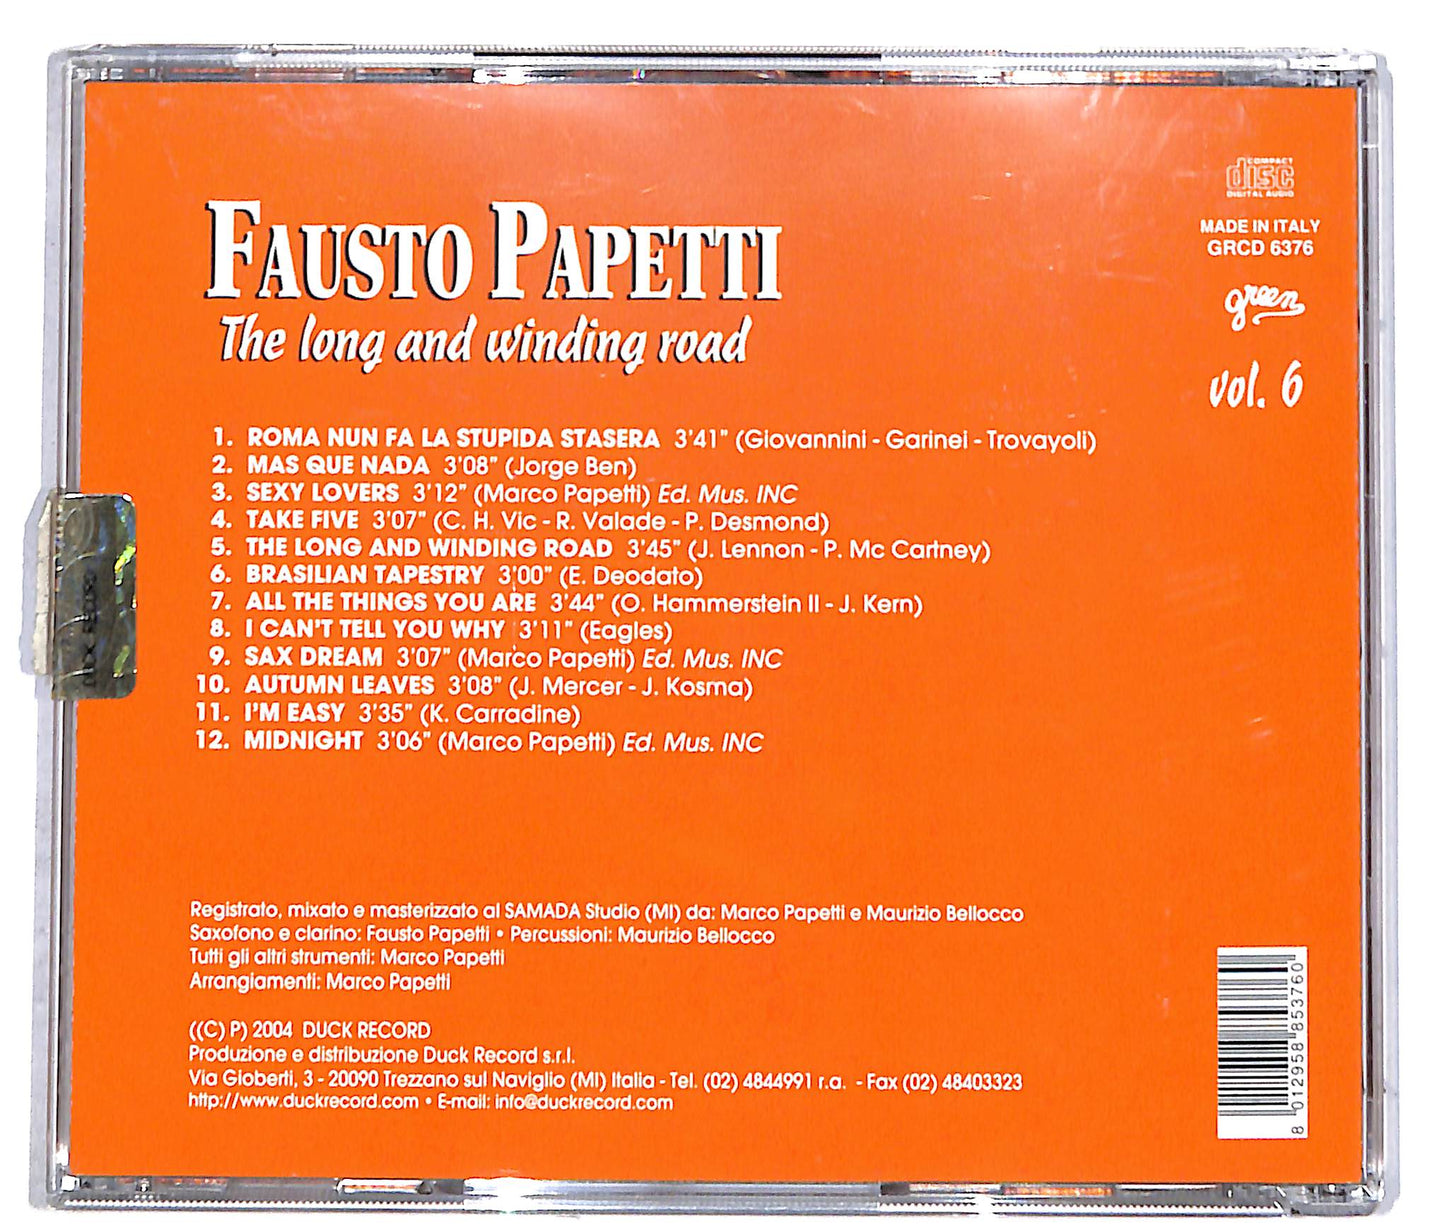 COMPACT
disc
DIGITAL AUDIO
MADE IN ITALY
GRCD 6376
green
vol. 6
FAUSTO PAPETTI
The long and winding road
1. ROMA NUN FA LA STUPIDA STASERA 3'41" (Giovannini - Garinei - Trovayoli)
2. MAS QUE NADA 3'08" (Jorge Ben)
3. SEXY LOVERS 3'12" (Marco Papetti) Ed. Mus. INC
4. TAKE FIVE 3'07" (C. H. Vic - R. Valade - P. Desmond)
5. THE LONG AND WINDING ROAD 3'45" (J. Lennon - P. Mc Cartney)
6. BRASILIAN TAPESTRY 3'00" (E. Deodato)
7. ALL THE THINGS YOU ARE 3'44" (O. Hammerstein II - J. Kern)
8. I CAN'T TELL YOU WHY 3'11" (Eagles)
9. SAX DREAM 3'07" (Marco Papetti) Ed. Mus. INC
10. AUTUMN LEAVES 3'08" (J. Mercer - J. Kosma)
11. I'M EASY 3'35" (K. Carradine)
12. MIDNIGHT 3'06" (Marco Papetti) Ed. Mus. INC
Registrato, mixato e masterizzato al SAMADA Studio (MI) da: Marco Papetti e Maurizio Bellocco
Saxofono e clarino: Fausto Papetti • Percussioni: Maurizio Bellocco
Tutti gli altri strumenti: Marco Papetti
Arrangiamenti: Marco Papetti
((C) P) 2004 DUCK RECORD
Produzione e distribuzione Duck Record s.r.l.
Via Gioberti, 3 - 20090 Trezzano sul Naviglio (MI) Italia - Tel. (02) 4844991 r.a. - Fax (02) 48403323
http://www.duckrecord.com • E-mail: info@duckrecord.com
8 012958 853760